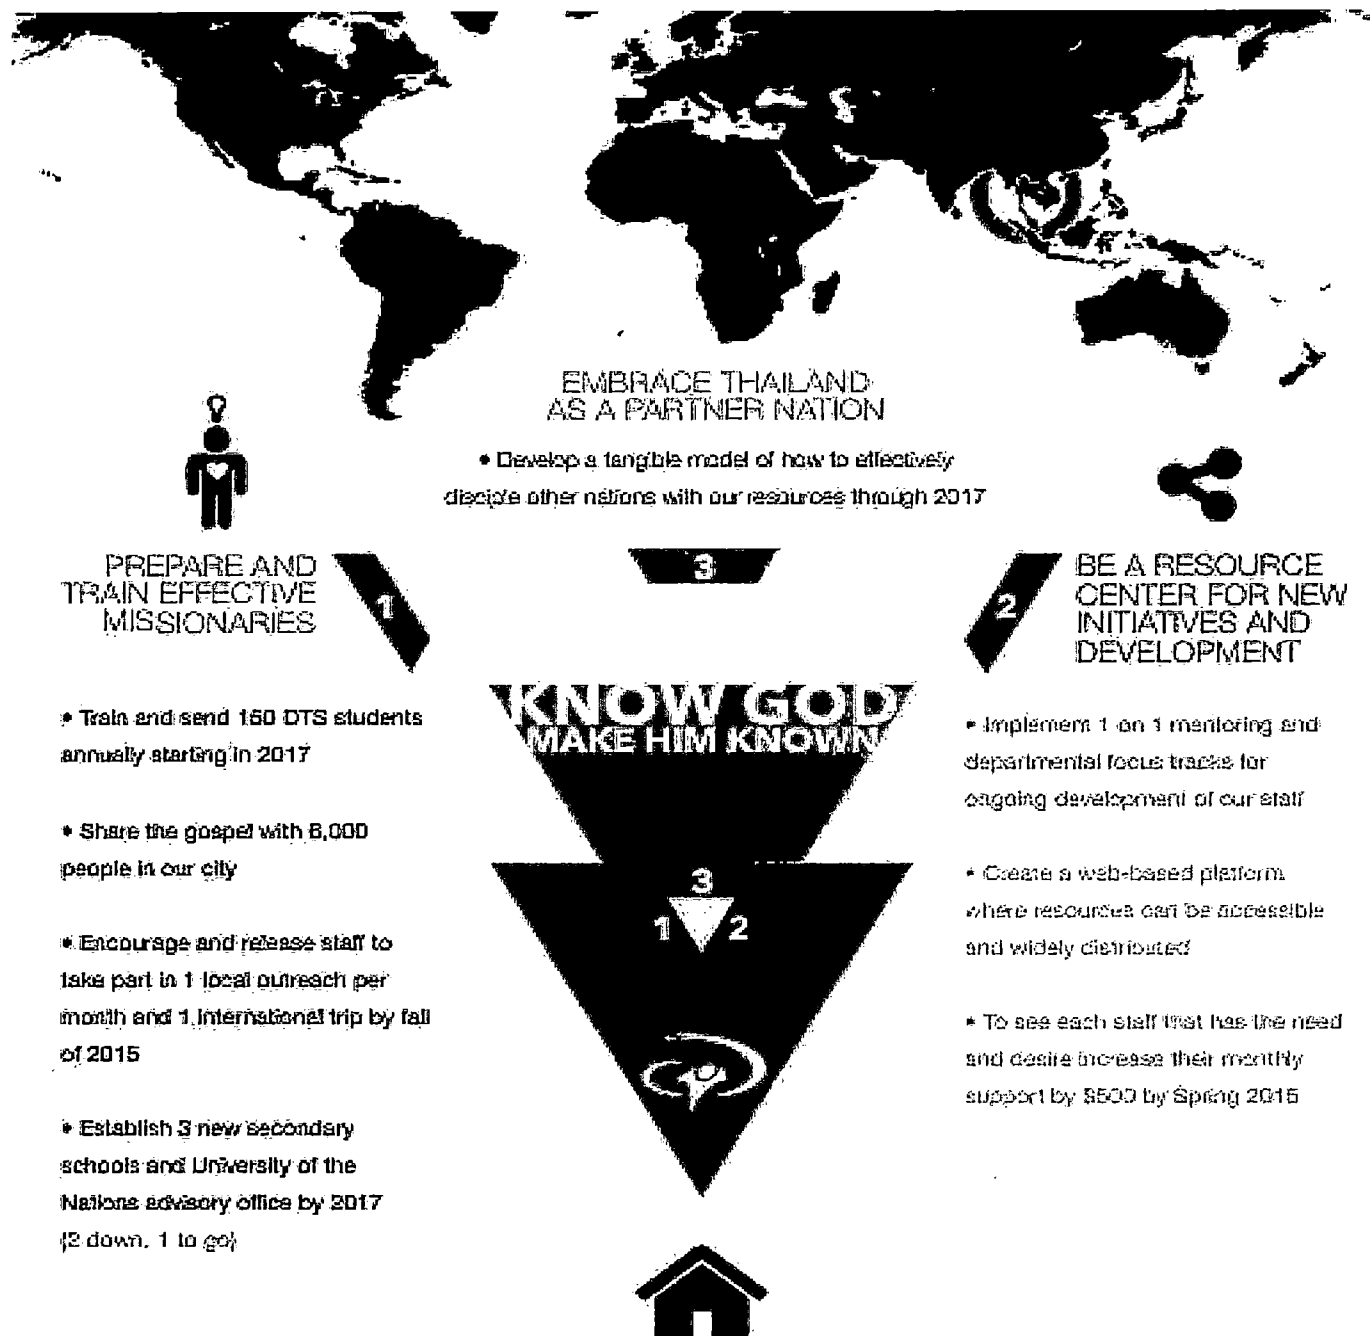 EMBRACE THAILAND
AS A PARTNER NATION
• Develop a tangible model of how to effectively
disciple other nations with our resources through 2017
3
PREPARE AND
TRAIN EFFECTIVE
MISSIONARIES
1
• Train and send 150 DTS students
annually starting in 2017
• Share the gospel with 6,000
people in our city
• Encourage and release staff to
take part in 1 local outreach per
month and 1 international trip by fall
of 2015
• Establish 3 new secondary
schools and University of the
Nations advisory office by 2017
(2 down, 1 to go)
KNOW GOD
MAKE HIM KNOWN
3
1 2
2
BE A RESOURCE
CENTER FOR NEW
INITIATIVES AND
DEVELOPMENT
• Implement 1 on 1 mentoring and
departmental focus tracks for
ongoing development of our staff
• Create a web-based platform
where resources can be accessible
and widely distributed
• To see each staff that has the need
and desire increase their monthly
support by $500 by Spring